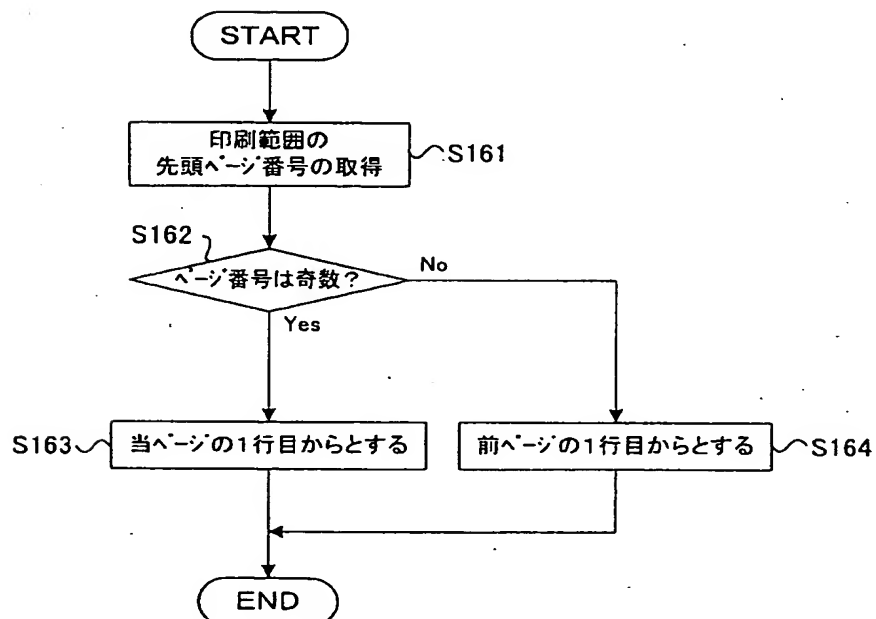 START
印刷範囲の
先頭ページ番号の取得
S161
S162
ページ番号は奇数？
No
Yes
S163
当ページの1行目からとする
前ページの1行目からとする
S164
END